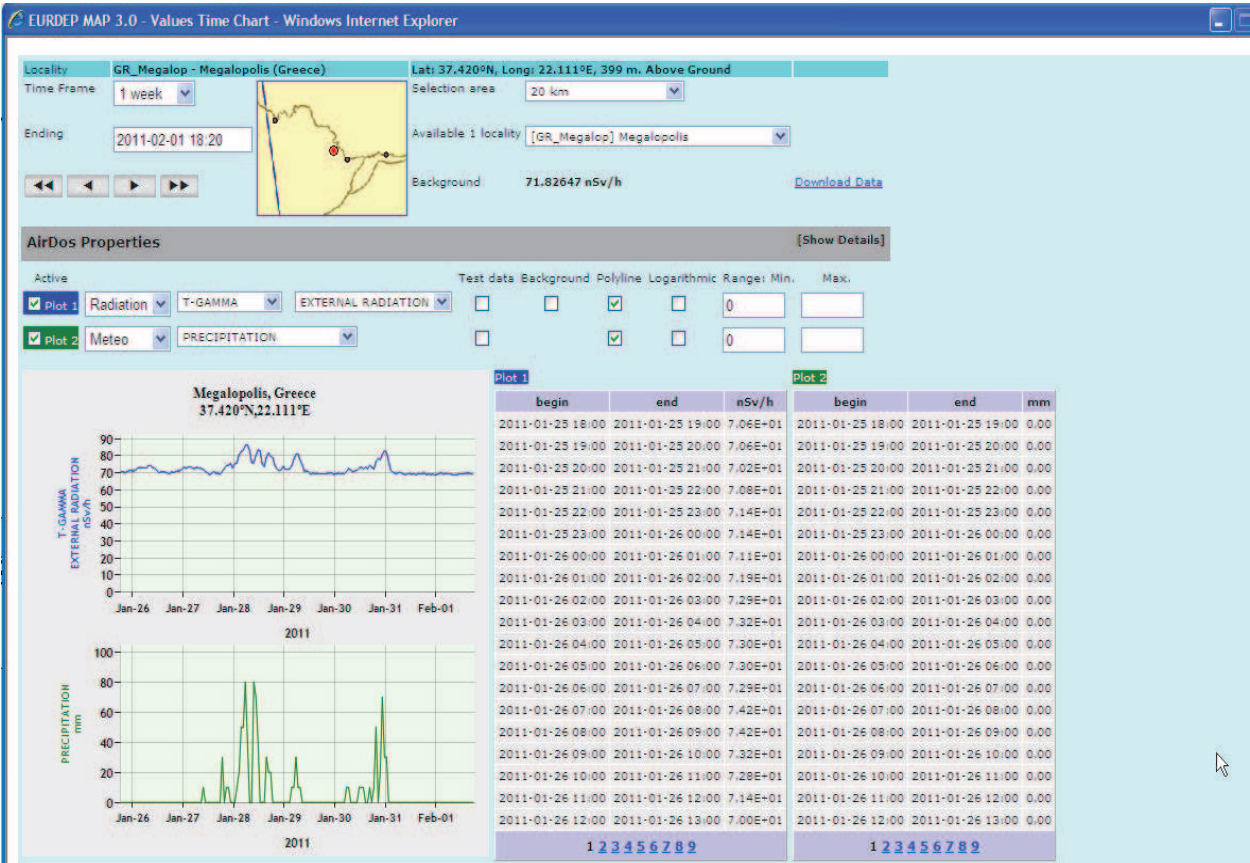 EURDEP MAP 3.0 - Values Time Chart - Windows Internet Explorer
Locality GR_Megalop - Megalopolis (Greece) Lat: 37.420ºN, Long: 22.111ºE, 399 m. Above Ground
Time Frame 1 week Selection area 20 km
Ending 2011-02-01 18:20 Available 1 locality [GR_Megalop] Megalopolis
Background 71.82647 nSv/h Download Data
AirDos Properties [Show Details]
Active Test data Background Polyline Logarithmic Range: Min. Max.
Plot 1 Radiation T-GAMMA EXTERNAL RADIATION 0
Plot 2 Meteo PRECIPITATION 0
Megalopolis, Greece
37.420ºN,22.111ºE
T-GAMMA
EXTERNAL RADIATION
nSv/h
90
80
70
60
50
40
30
20
10
0
Jan-26 Jan-27 Jan-28 Jan-29 Jan-30 Jan-31 Feb-01
2011
PRECIPITATION
mm
100
80
60
40
20
0
Jan-26 Jan-27 Jan-28 Jan-29 Jan-30 Jan-31 Feb-01
2011
Plot 1
begin end nSv/h
2011-01-25 18:00 2011-01-25 19:00 7.06E+01
2011-01-25 19:00 2011-01-25 20:00 7.06E+01
2011-01-25 20:00 2011-01-25 21:00 7.02E+01
2011-01-25 21:00 2011-01-25 22:00 7.08E+01
2011-01-25 22:00 2011-01-25 23:00 7.14E+01
2011-01-25 23:00 2011-01-26 00:00 7.14E+01
2011-01-26 00:00 2011-01-26 01:00 7.11E+01
2011-01-26 01:00 2011-01-26 02:00 7.19E+01
2011-01-26 02:00 2011-01-26 03:00 7.29E+01
2011-01-26 03:00 2011-01-26 04:00 7.32E+01
2011-01-26 04:00 2011-01-26 05:00 7.30E+01
2011-01-26 05:00 2011-01-26 06:00 7.30E+01
2011-01-26 06:00 2011-01-26 07:00 7.29E+01
2011-01-26 07:00 2011-01-26 08:00 7.42E+01
2011-01-26 08:00 2011-01-26 09:00 7.42E+01
2011-01-26 09:00 2011-01-26 10:00 7.32E+01
2011-01-26 10:00 2011-01-26 11:00 7.28E+01
2011-01-26 11:00 2011-01-26 12:00 7.14E+01
2011-01-26 12:00 2011-01-26 13:00 7.00E+01
1 2 3 4 5 6 7 8 9
Plot 2
begin end mm
2011-01-25 18:00 2011-01-25 19:00 0.00
2011-01-25 19:00 2011-01-25 20:00 0.00
2011-01-25 20:00 2011-01-25 21:00 0.00
2011-01-25 21:00 2011-01-25 22:00 0.00
2011-01-25 22:00 2011-01-25 23:00 0.00
2011-01-25 23:00 2011-01-26 00:00 0.00
2011-01-26 00:00 2011-01-26 01:00 0.00
2011-01-26 01:00 2011-01-26 02:00 0.00
2011-01-26 02:00 2011-01-26 03:00 0.00
2011-01-26 03:00 2011-01-26 04:00 0.00
2011-01-26 04:00 2011-01-26 05:00 0.00
2011-01-26 05:00 2011-01-26 06:00 0.00
2011-01-26 06:00 2011-01-26 07:00 0.00
2011-01-26 07:00 2011-01-26 08:00 0.00
2011-01-26 08:00 2011-01-26 09:00 0.00
2011-01-26 09:00 2011-01-26 10:00 0.00
2011-01-26 10:00 2011-01-26 11:00 0.00
2011-01-26 11:00 2011-01-26 12:00 0.00
2011-01-26 12:00 2011-01-26 13:00 0.00
1 2 3 4 5 6 7 8 9